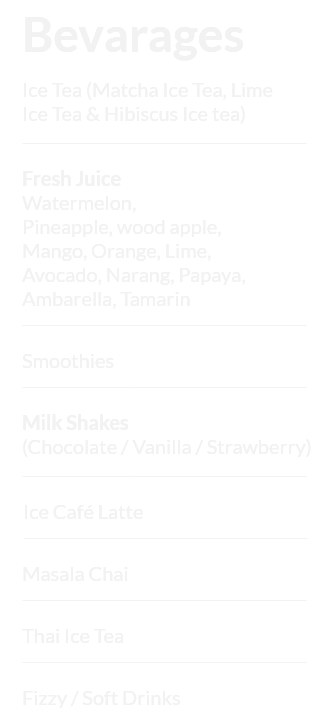 Bevarages
Ice Tea (Matcha Ice Tea, Lime
Ice Tea & Hibiscus Ice tea)
Fresh Juice
Watermelon,
Pineapple, wood apple,
Mango, Orange, Lime,
Avocado, Narang, Papaya,
Ambarella, Tamarin
Smoothies
Milk Shakes
(Chocolate / Vanilla / Strawberry)
Ice Café Latte
Masala Chai
Thai Ice Tea
Fizzy / Soft Drinks